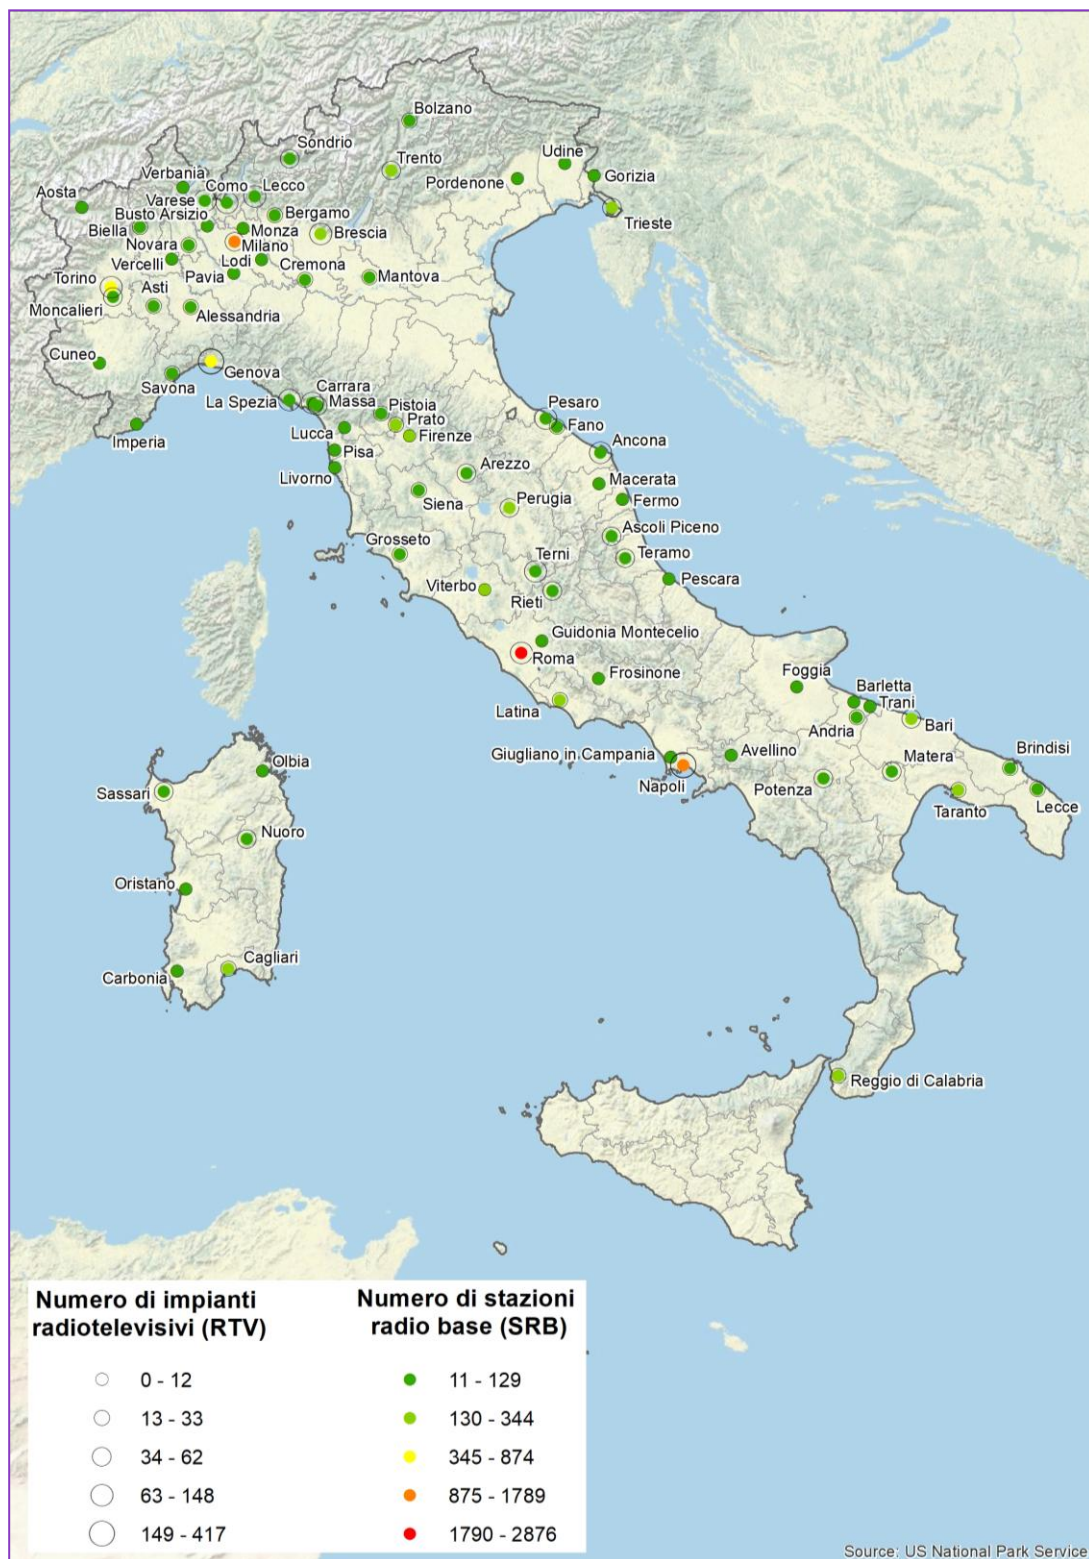 Bolzano
Sondrio
Trento
Udine
Pordenone
Gorizia
Verbania
Aosta
Varese
Como
Lecco
Busto Arsizio
Bergamo
Trieste
Biella
Monza
Brescia
Novara
Milano
Vercelli
Lodi
Pavia
Cremona
Mantova
Torino
Asti
Moncalieri
Alessandria
Cuneo
Genova
Savona
Carrara
La Spezia
Massa
Pistoia
Pesaro
Prato
Fano
Imperia
Lucca
Firenze
Ancona
Pisa
Livorno
Arezzo
Macerata
Siena
Perugia
Fermo
Ascoli Piceno
Grosseto
Terni
Teramo
Viterbo
Pescara
Rieti
Guidonia Montecelio
Roma
Frosinone
Foggia
Latina
Barletta
Trani
Andria
Bari
Giugliano in Campania
Avellino
Matera
Brindisi
Napoli
Potenza
Taranto
Lecce
Olbia
Sassari
Nuoro
Oristano
Cagliari
Carbonia
Reggio di Calabria
Numero di impianti
radiotelevisivi (RTV)
0 - 12
13 - 33
34 - 62
63 - 148
149 - 417
Numero di stazioni
radio base (SRB)
11 - 129
130 - 344
345 - 874
875 - 1789
1790 - 2876
Source: US National Park Service